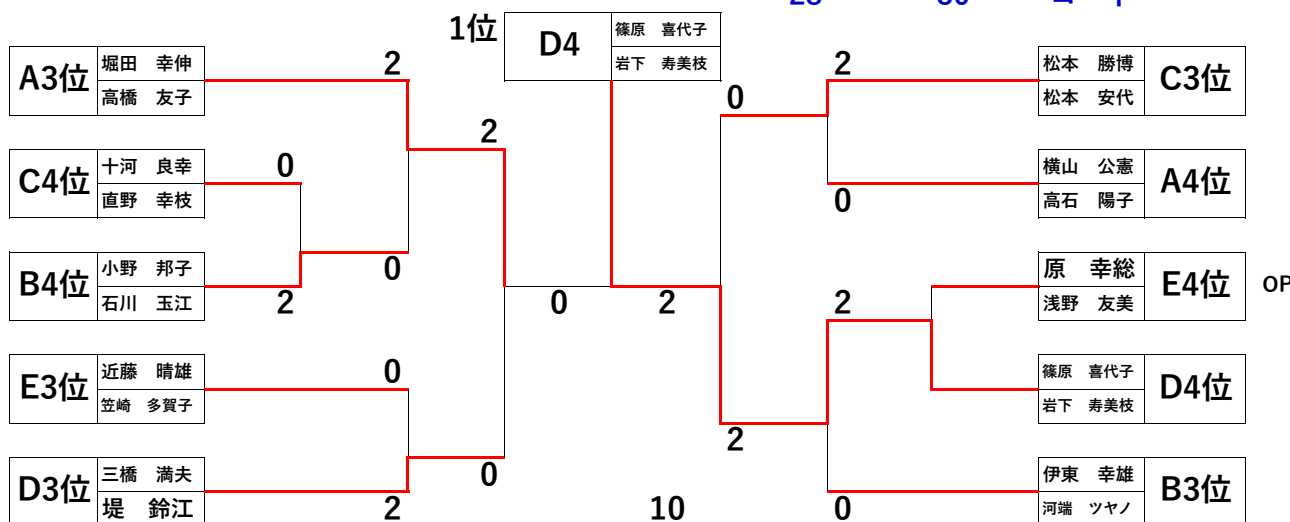 1位
D4
篠原 喜代子
岩下 寿美枝
A3位
堀田 幸伸
高橋 友子
2
C4位
十河 良幸
直野 幸枝
0
B4位
小野 邦子
石川 玉江
2
0
2
E3位
近藤 晴雄
笠崎 多賀子
0
D3位
三橋 満夫
堤 鈴江
2
0
0
2
10
松本 勝博
松本 安代
C3位
2
0
横山 公憲
高石 陽子
A4位
0
原 幸総
浅野 友美
E4位
OP
2
篠原 喜代子
岩下 寿美枝
D4位
2
伊東 幸雄
河端 ツヤノ
B3位
0